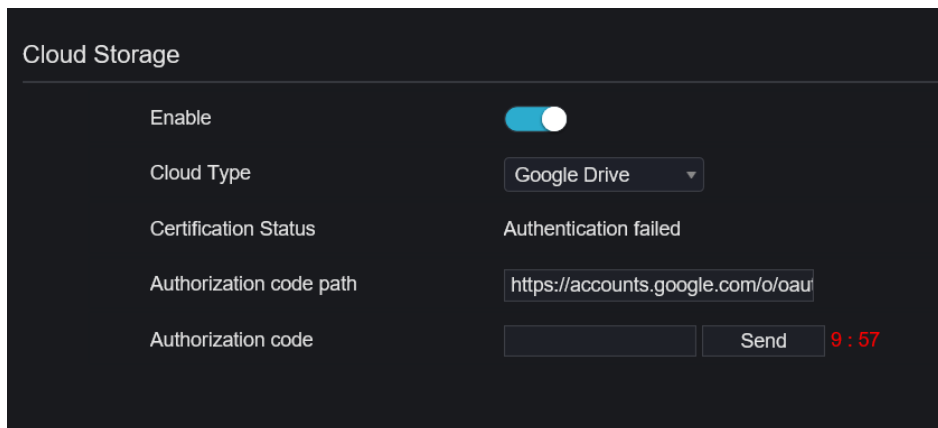 Cloud Storage
Enable
Cloud Type Google Drive
Certification Status Authentication failed
Authorization code path https://accounts.google.com/o/oau
Authorization code Send 9 : 57